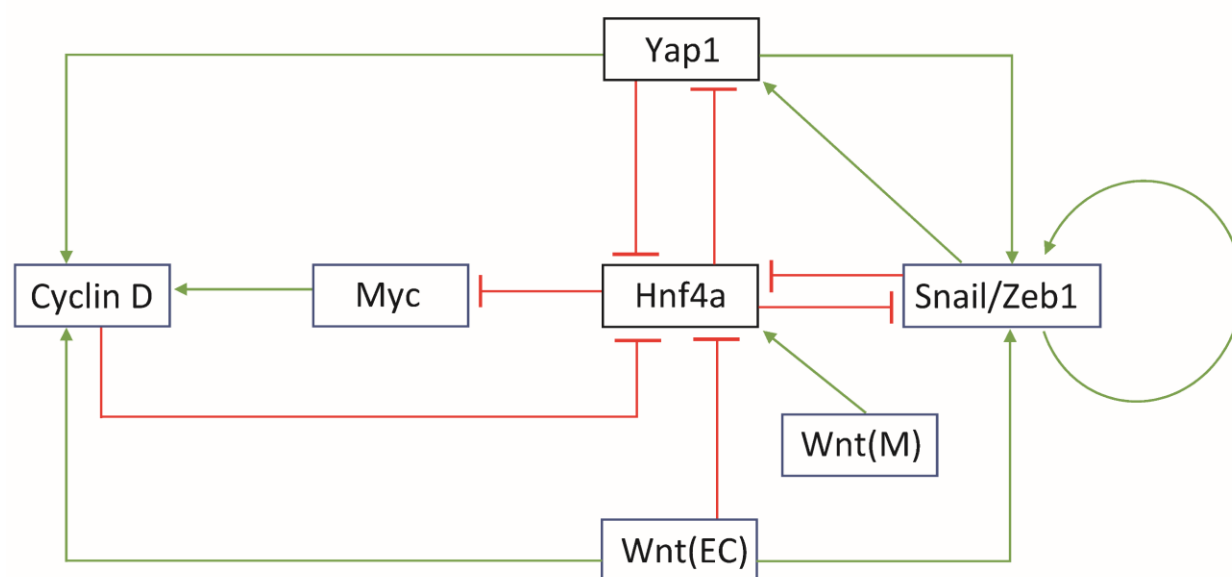 Yap1
Cyclin D
Myc
Hnf4a
Snail/Zeb1
Wnt(M)
Wnt(EC)